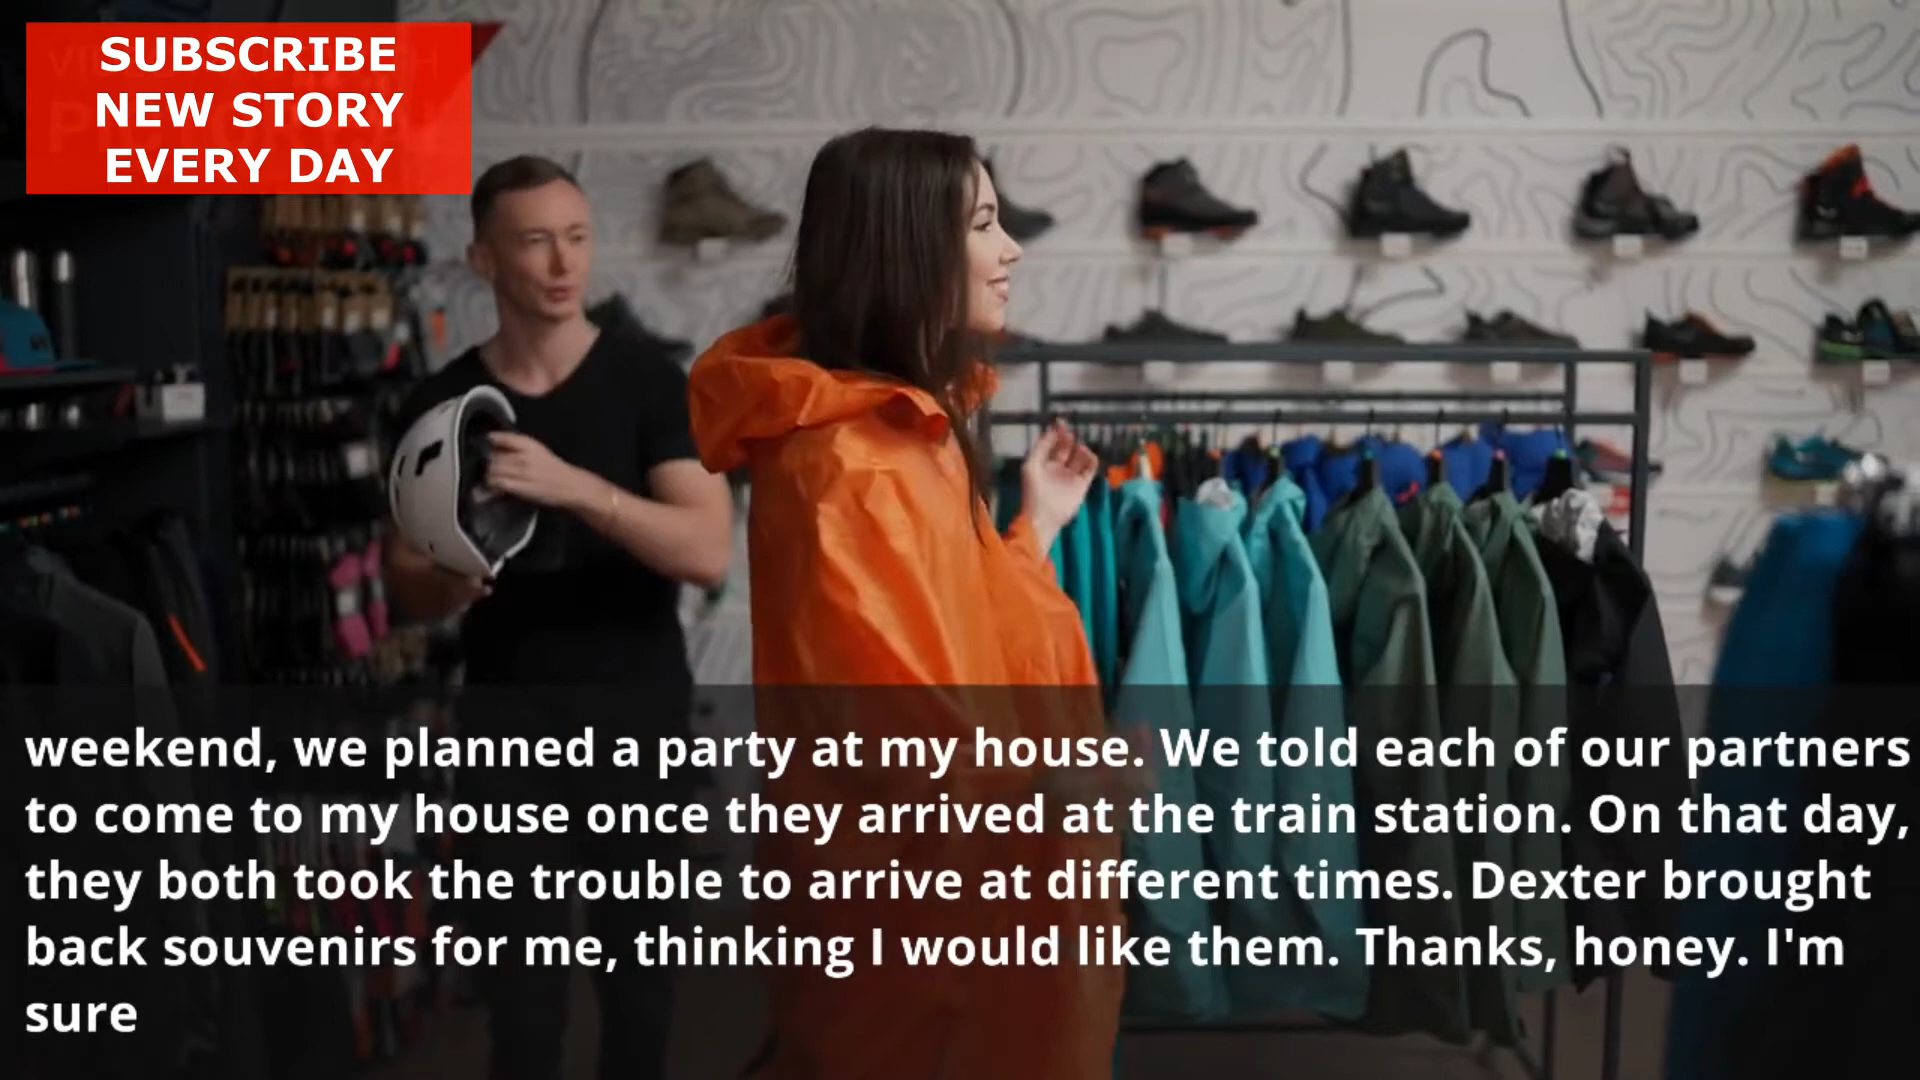 SUBSCRIBE
NEW STORY
EVERY DAY
weekend, we planned a party at my house. We told each of our partners
to come to my house once they arrived at the train station. On that day,
they both took the trouble to arrive at different times. Dexter brought
back souvenirs for me, thinking I would like them. Thanks, honey. I'm
sure